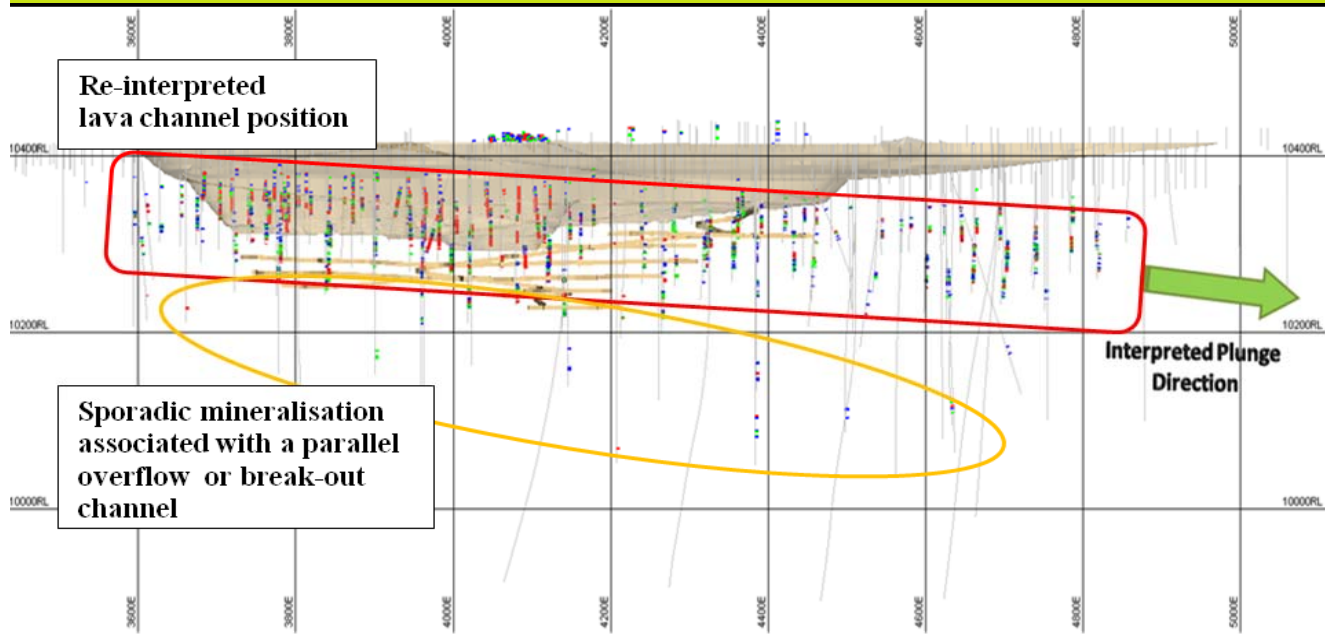 3600E
3800E
4000E
4200E
4400E
4600E
4800E
5000E
Re-interpreted
lava channel position
10400RL
10400RL
10200RL
Interpreted Plunge
Direction
Sporadic mineralisation
associated with a parallel
overflow or break-out
channel
10000RL
10000RL
3600E
3800E
4000E
4200E
4400E
4600E
4800E
5000E